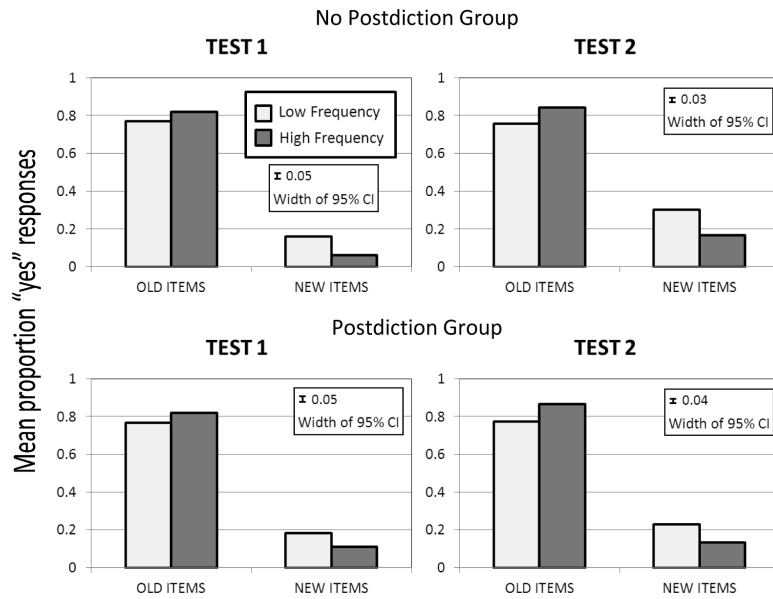 No Postdiction Group
TEST 1
TEST 2
Mean proportion “yes” responses
1
0.8
0.6
0.4
0.2
0
Low Frequency
High Frequency
0.05
Width of 95% CI
OLD ITEMS
NEW ITEMS
1
0.8
0.6
0.4
0.2
0
0.03
Width of 95% CI
OLD ITEMS
NEW ITEMS
Postdiction Group
TEST 1
TEST 2
1
0.8
0.6
0.4
0.2
0
0.05
Width of 95% CI
OLD ITEMS
NEW ITEMS
1
0.8
0.6
0.4
0.2
0
0.04
Width of 95% CI
OLD ITEMS
NEW ITEMS